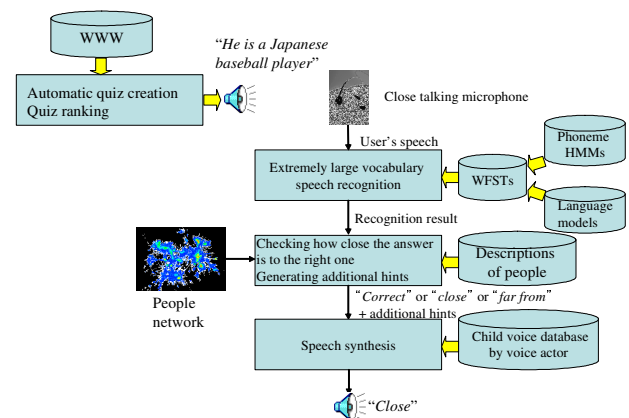 WWW
“He is a Japanese
baseball player”
Automatic quiz creation
Quiz ranking
Close talking microphone
User’s speech
Extremely large vocabulary
speech recognition
WFSTs
Phoneme
HMMs
Language
models
Recognition result
Checking how close the answer
is to the right one
Generating additional hints
Descriptions
of people
People
network
“Correct” or “close” or “far from”
+ additional hints
Speech synthesis
Child voice database
by voice actor
“Close”